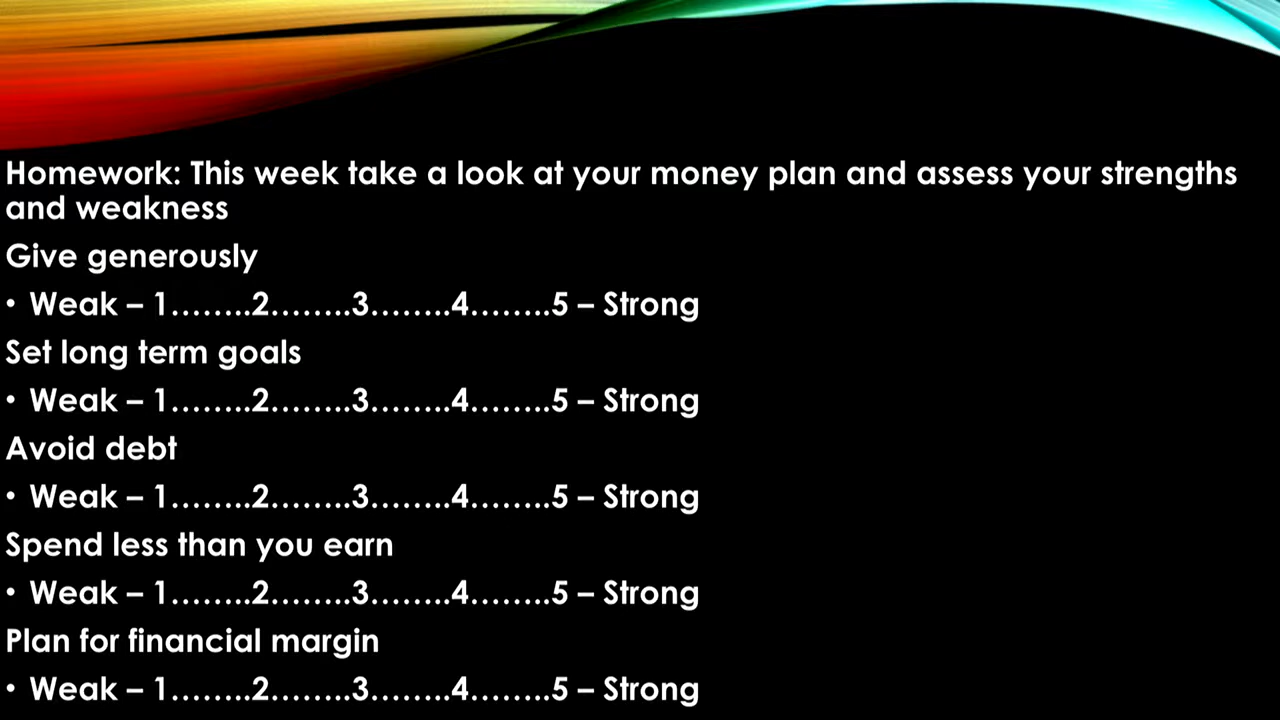 Homework: This week take a look at your money plan and assess your strengths
and weakness
Give generously
• Weak – 1……..2……..3……..4……..5 – Strong
Set long term goals
• Weak – 1……..2……..3……..4……..5 – Strong
Avoid debt
• Weak – 1……..2……..3……..4……..5 – Strong
Spend less than you earn
• Weak – 1……..2……..3……..4……..5 – Strong
Plan for financial margin
• Weak – 1……..2……..3……..4……..5 – Strong